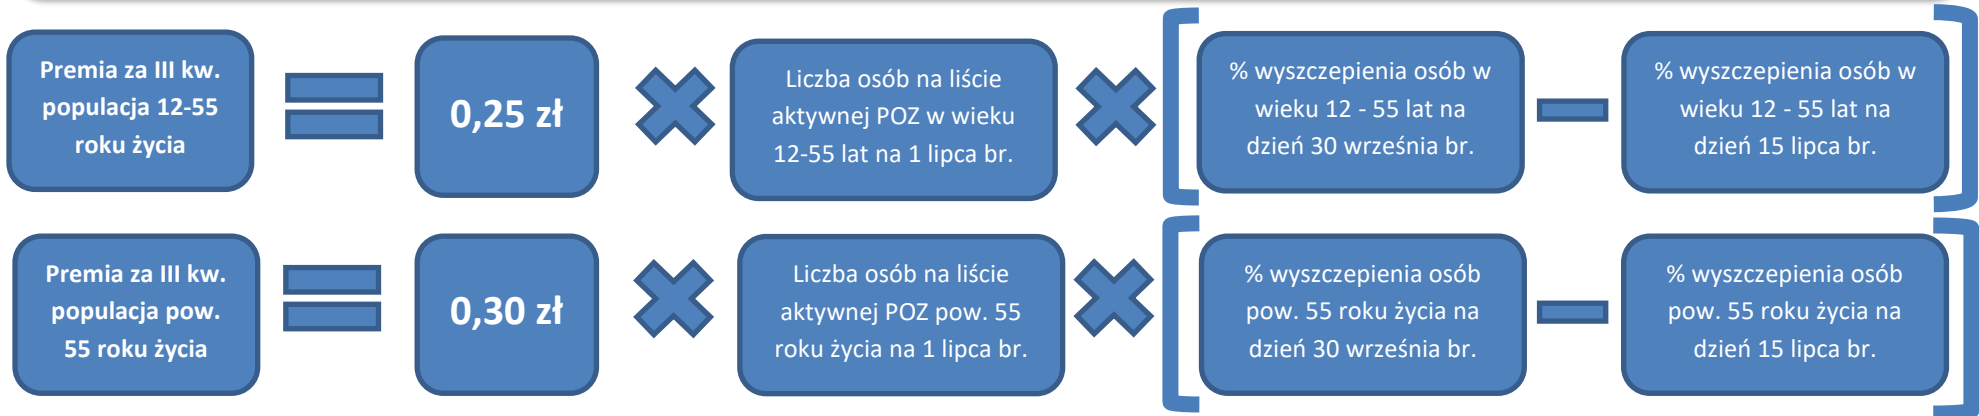 Premia za III kw.
populacja 12-55
roku życia
0,25 zł
Liczba osób na liście
aktywnej POZ w wieku
12-55 lat na 1 lipca br.
% wyszczepienia osób w
wieku 12 - 55 lat na
dzień 30 września br.
% wyszczepienia osób w
wieku 12 - 55 lat na
dzień 15 lipca br.
Premia za III kw.
populacja pow.
55 roku życia
0,30 zł
Liczba osób na liście
aktywnej POZ pow. 55
roku życia na 1 lipca br.
% wyszczepienia osób
pow. 55 roku życia na
dzień 30 września br.
% wyszczepienia osób
pow. 55 roku życia na
dzień 15 lipca br.